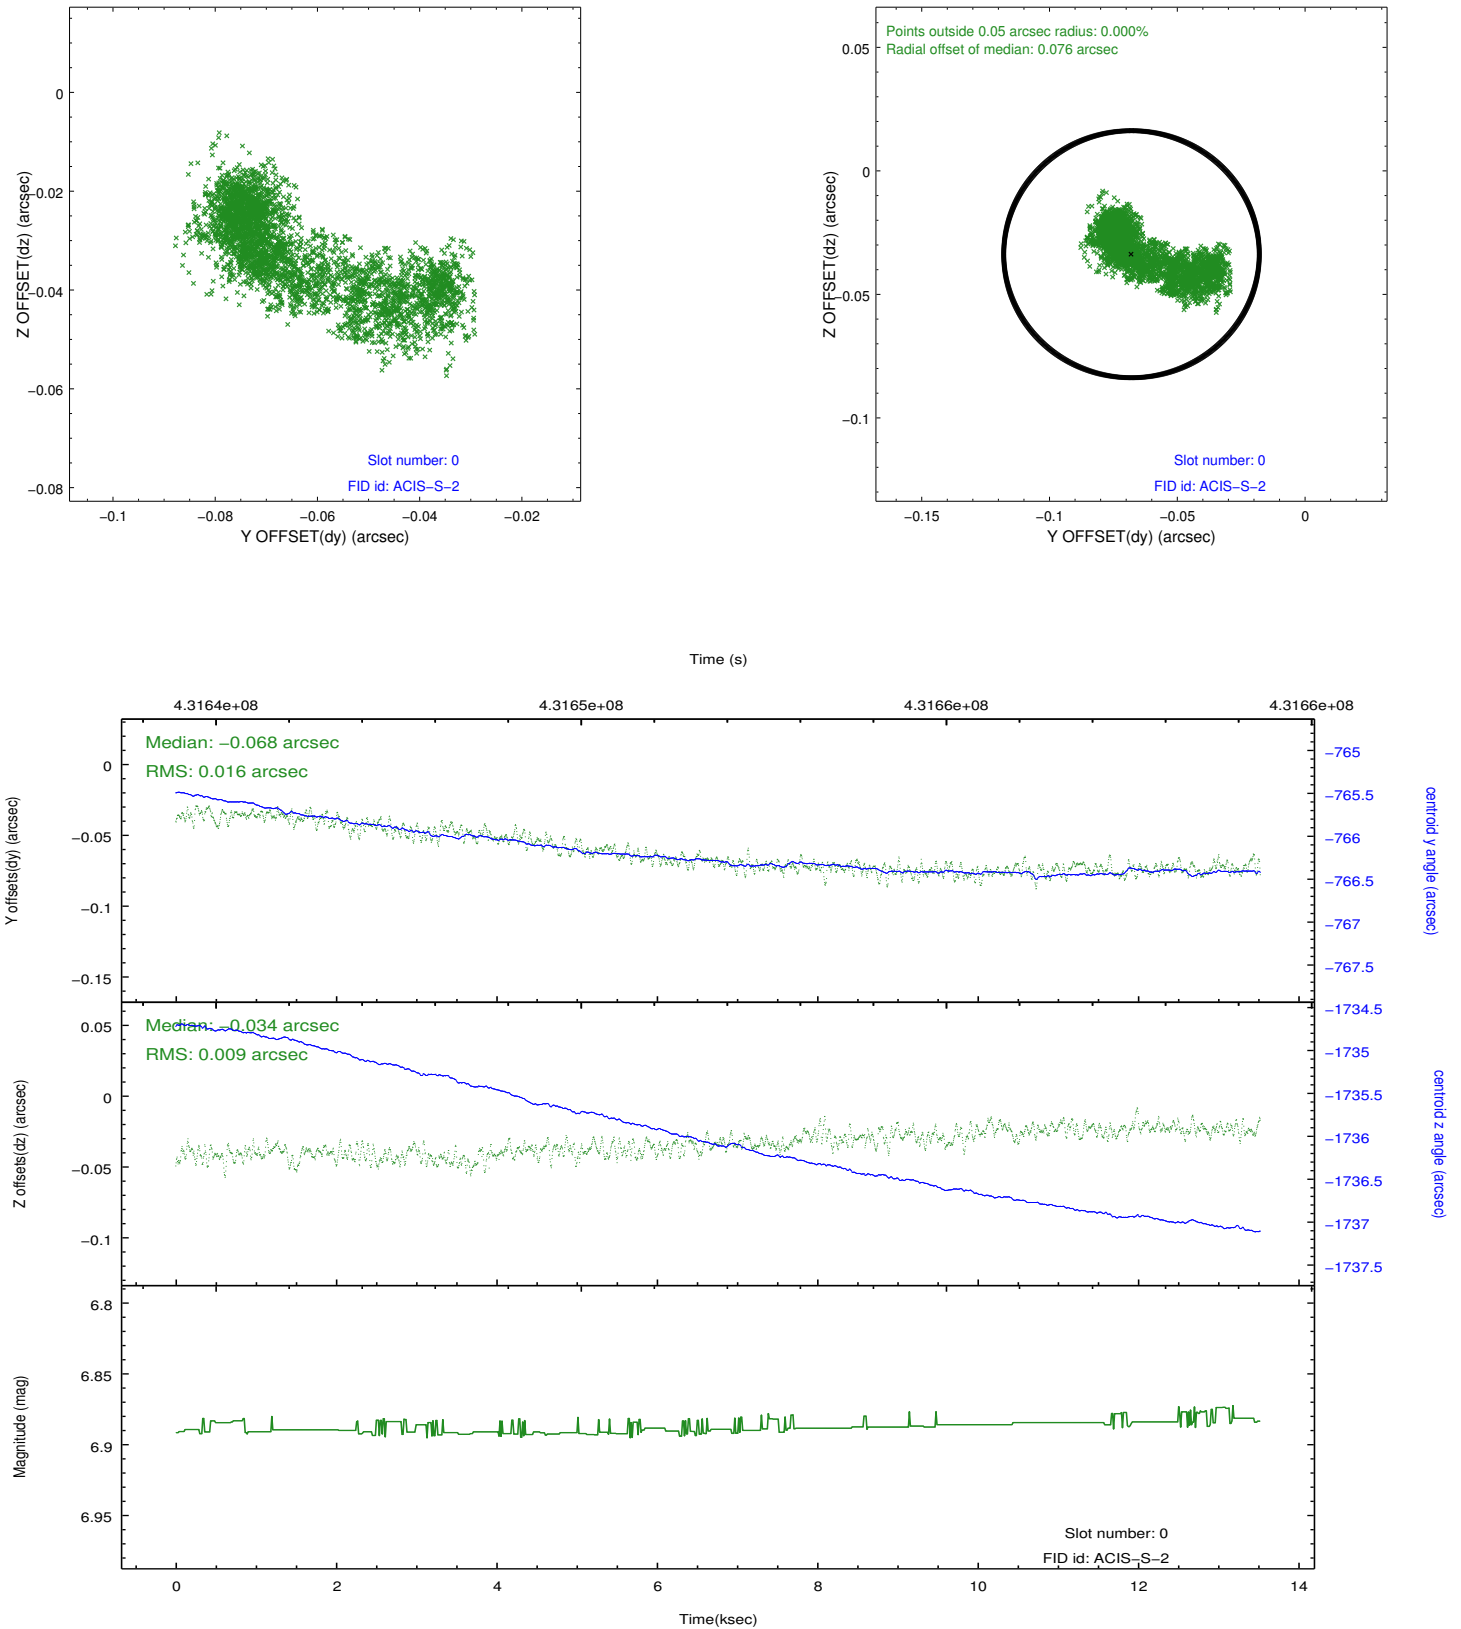 Points outside 0.05 arcsec radius: 0.000%
Radial offset of median: 0.076 arcsec
0
−0.02
−0.04
−0.06
−0.08
Z OFFSET(dz) (arcsec)
Slot number: 0
FID id: ACIS−S−2
−0.1
−0.08
−0.06
−0.04
−0.02
Y OFFSET(dy) (arcsec)
0.05
0
−0.05
−0.1
Z OFFSET(dz) (arcsec)
Slot number: 0
FID id: ACIS−S−2
−0.15
−0.1
−0.05
0
Y OFFSET(dy) (arcsec)
Time (s)
4.3164e+08
4.3165e+08
4.3166e+08
4.3166e+08
Median: −0.068 arcsec
RMS: 0.016 arcsec
0
−0.05
−0.1
−0.15
Y offsets(dy) (arcsec)
−765
−765.5
−766
−766.5
−767
−767.5
centroid y angle (arcsec)
Median: −0.034 arcsec
RMS: 0.009 arcsec
0.05
0
−0.05
−0.1
Z offsets(dz) (arcsec)
−1734.5
−1735
−1735.5
−1736
−1736.5
−1737
−1737.5
centroid z angle (arcsec)
6.8
6.85
6.9
6.95
Magnitude (mag)
Slot number: 0
FID id: ACIS−S−2
0
2
4
6
8
10
12
14
Time(ksec)